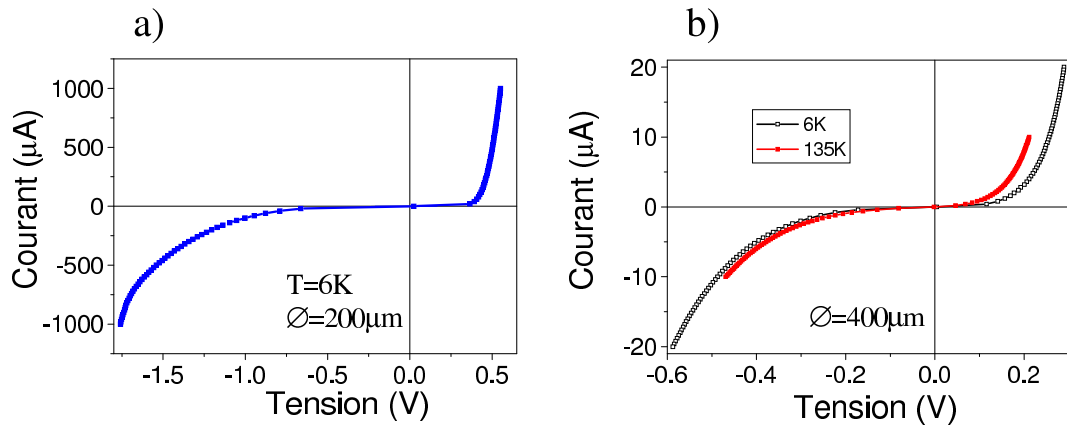 a)
Courant (µA)
1000
500
0
-500
-1000
T=6K
∅=200µm
-1.5
-1.0
-0.5
0.0
0.5
Tension (V)
b)
Courant (µA)
20
10
0
-10
-20
6K
135K
∅=400µm
-0.6
-0.4
-0.2
0.0
0.2
Tension (V)